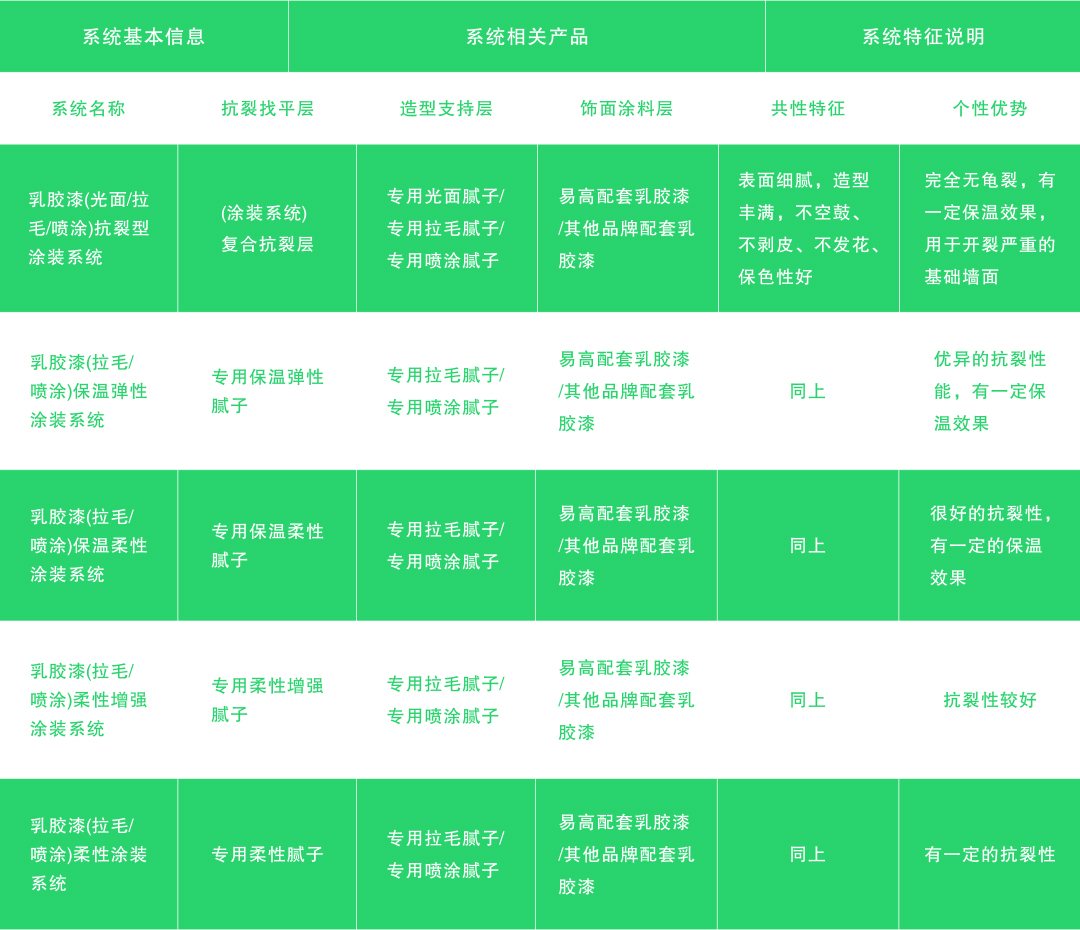 系统基本信息
系统相关产品
系统特征说明
系统名称
抗裂找平层
造型支持层
饰面涂料层
共性特征
个性优势
乳胶漆(光面/拉
毛/喷涂)抗裂型
涂装系统
(涂装系统)
复合抗裂层
专用光面腻子/
专用拉毛腻子/
专用喷涂腻子
易高配套乳胶漆
/其他品牌配套乳
胶漆
表面细腻，造型
丰满，不空鼓、
不剥皮、不发花、
保色性好
完全无龟裂，有
一定保温效果，
用于开裂严重的
基础墙面
乳胶漆(拉毛/
喷涂)保温弹性
涂装系统
专用保温弹性
腻子
专用拉毛腻子/
专用喷涂腻子
易高配套乳胶漆
/其他品牌配套乳
胶漆
同上
优异的抗裂性
能，有一定保
温效果
乳胶漆(拉毛/
喷涂)保温柔性
涂装系统
专用保温柔性
腻子
专用拉毛腻子/
专用喷涂腻子
易高配套乳胶漆
/其他品牌配套乳
胶漆
同上
很好的抗裂性，
有一定的保温
效果
乳胶漆(拉毛/
喷涂)柔性增强
涂装系统
专用柔性增强
腻子
专用拉毛腻子/
专用喷涂腻子
易高配套乳胶漆
/其他品牌配套乳
胶漆
同上
抗裂性较好
乳胶漆(拉毛/
喷涂)柔性涂装
系统
专用柔性腻子
专用拉毛腻子/
专用喷涂腻子
易高配套乳胶漆
/其他品牌配套乳
胶漆
同上
有一定的抗裂性